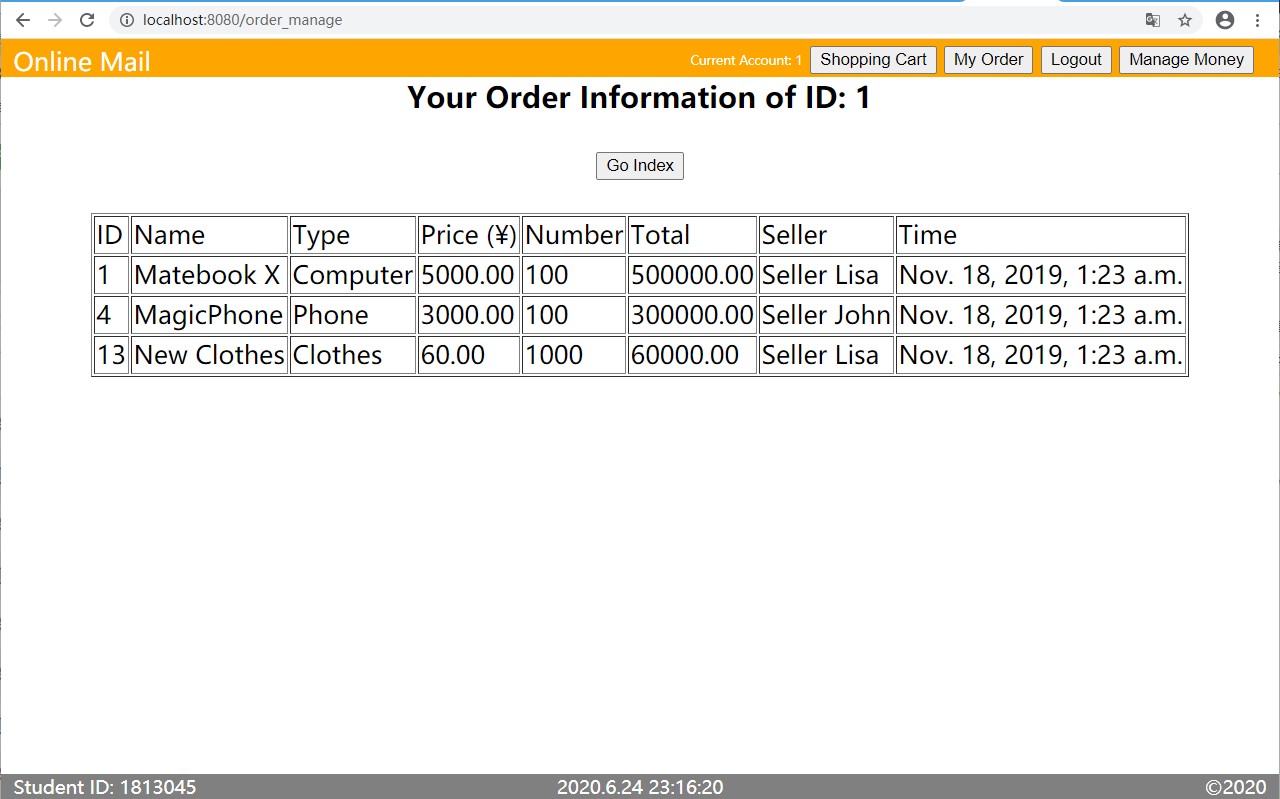 localhost:8080/order_manage
Online Mail Current Account: 1 Shopping Cart My Order Logout Manage Money
Your Order Information of ID: 1
Go Index
ID Name Type Price (¥) Number Total Seller Time
1 Matebook X Computer 5000.00 100 500000.00 Seller Lisa Nov. 18, 2019, 1:23 a.m.
4 MagicPhone Phone 3000.00 100 300000.00 Seller John Nov. 18, 2019, 1:23 a.m.
13 New Clothes Clothes 60.00 1000 60000.00 Seller Lisa Nov. 18, 2019, 1:23 a.m.
Student ID: 1813045 2020.6.24 23:16:20 ©2020